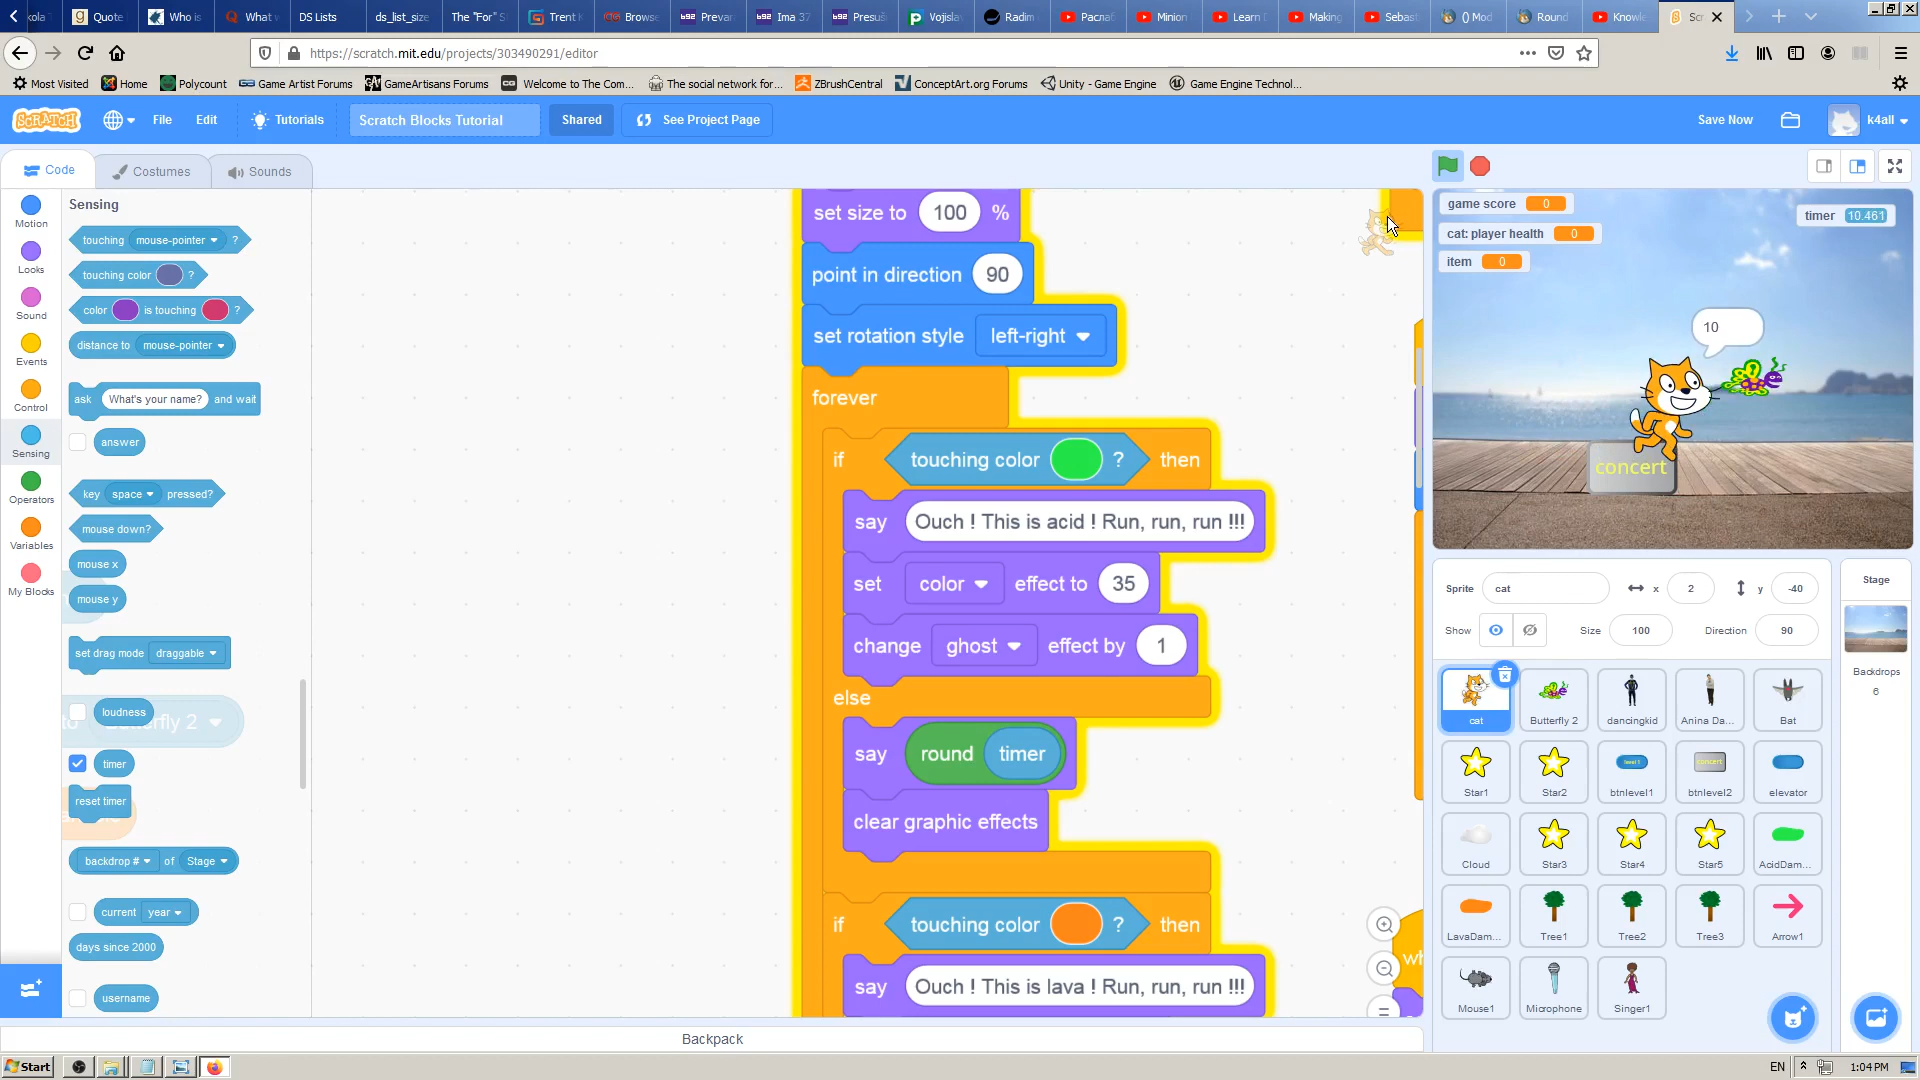 Quote
Who is
What
DS Lists
ds_list_size
The "For" S
Trent
Browse
Prevar
Ima 37
Presu
Vojisla
Radim
Распа
Minion
Learn
Making
Sebast
() Mod
Round
Knowle
Scr
https://scratch.mit.edu/projects/303490291/editor
Most Visited
Home
Polycount
Game Artist Forums
GameArtisans Forums
Welcome to The Com...
The social network for...
ZBrushCentral
ConceptArt.org Forums
Unity - Game Engine
Game Engine Technol...
SCRATCH
File
Edit
Tutorials
Scratch Blocks Tutorial
Shared
See Project Page
Save Now
k4all
Code
Costumes
Sounds
Motion
Looks
Sound
Events
Control
Sensing
Operators
Variables
My Blocks
Sensing
touching mouse-pointer ?
touching color ?
color is touching ?
distance to mouse-pointer
ask What's your name? and wait
answer
key space pressed?
mouse down?
mouse x
mouse y
set drag mode draggable
loudness
timer
reset timer
backdrop # of Stage
current year
days since 2000
username
set size to 100 %
point in direction 90
set rotation style left-right
forever
if touching color ? then
say Ouch ! This is acid ! Run, run, run !!!
set color effect to 35
change ghost effect by 1
else
say round timer
clear graphic effects
if touching color ? then
say Ouch ! This is lava ! Run, run, run !!!
wh
game score 0
cat: player health 0
item 0
timer 10.461
10
concert
Sprite cat x 2 y -40
Show Size 100 Direction 90
cat
Butterfly 2
dancingkid
Anina Da...
Bat
Star1
Star2
btnlevel1
btnlevel2
elevator
Cloud
Star3
Star4
Star5
AcidDam...
LavaDam...
Tree1
Tree2
Tree3
Arrow1
Mouse1
Microphone
Singer1
Stage
Backdrops
6
Backpack
Start
EN
1:04 PM